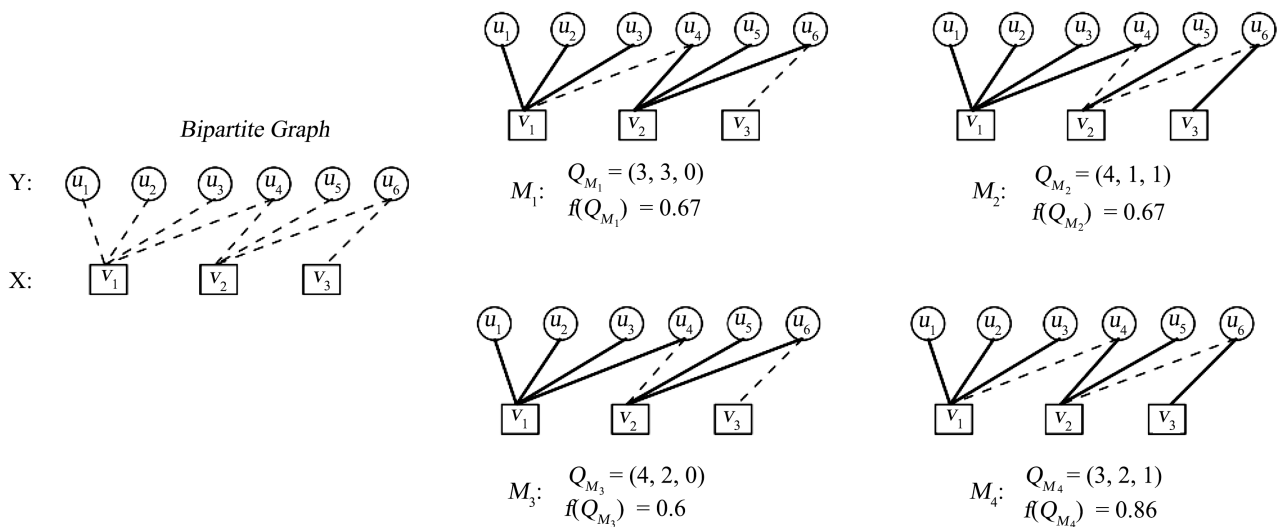 Bipartite Graph
Y: u1 u2 u3 u4 u5 u6
X: v1 v2 v3
u1 u2 u3 u4 u5 u6
v1 v2 v3
M1: QM1 = (3, 3, 0)
f(QM1) = 0.67
u1 u2 u3 u4 u5 u6
v1 v2 v3
M2: QM2 = (4, 1, 1)
f(QM2) = 0.67
u1 u2 u3 u4 u5 u6
v1 v2 v3
M3: QM3 = (4, 2, 0)
f(QM3) = 0.6
u1 u2 u3 u4 u5 u6
v1 v2 v3
M4: QM4 = (3, 2, 1)
f(QM4) = 0.86